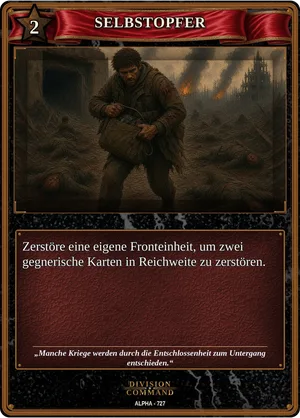 SELBSTOPFER
2
Zerstöre eine eigene Fronteinheit, um zwei
gegnerische Karten in Reichweite zu zerstören.
„Manche Kriege werden durch die Entschlossenheit zum Untergang
entschieden.“
DIVISION
COMMAND
ALPHA - 727